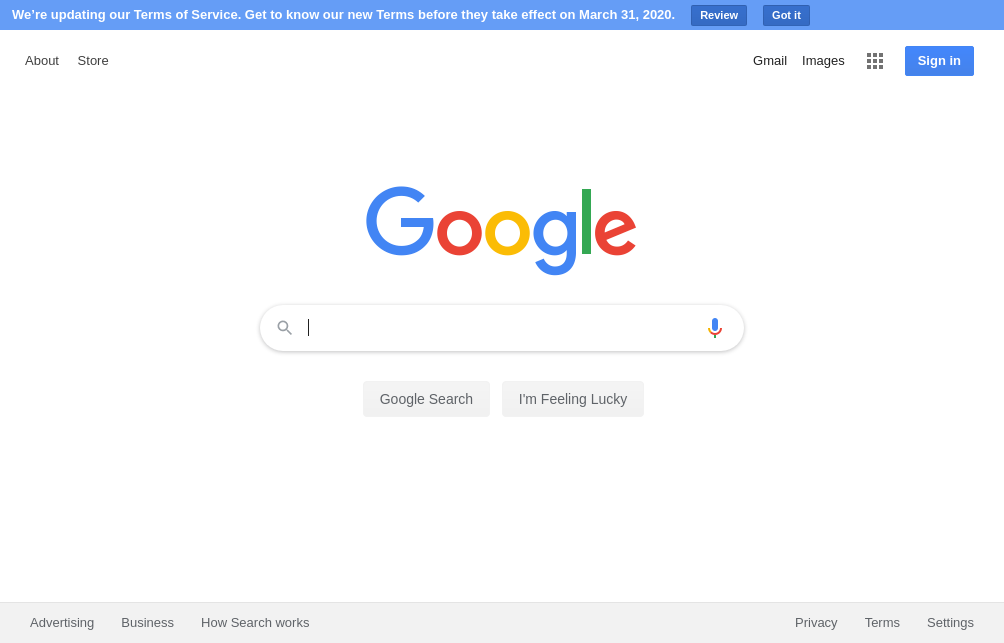 We're updating our Terms of Service. Get to know our new Terms before they take effect on March 31, 2020. Review Got it
About Store Gmail Images Sign in
Google
Google Search I'm Feeling Lucky
Advertising Business How Search works Privacy Terms Settings